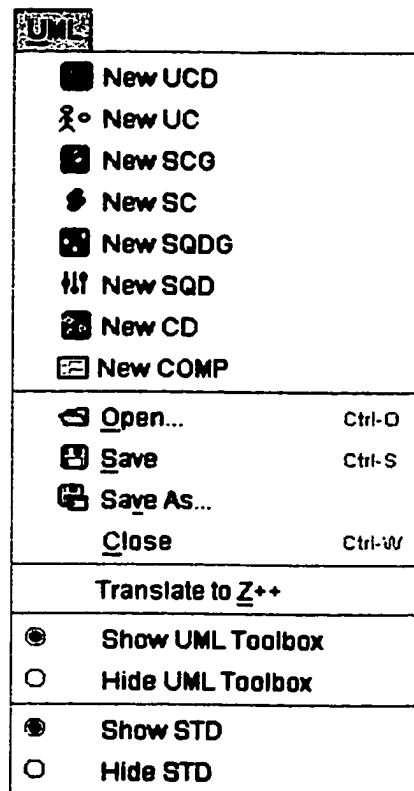 UML
New UCD
New UC
New SCG
New SC
New SQDG
New SQD
New CD
New COMP
Open... Ctrl-O
Save Ctrl-S
Save As...
Close Ctrl-W
Translate to Z++
Show UML Toolbox
Hide UML Toolbox
Show STD
Hide STD